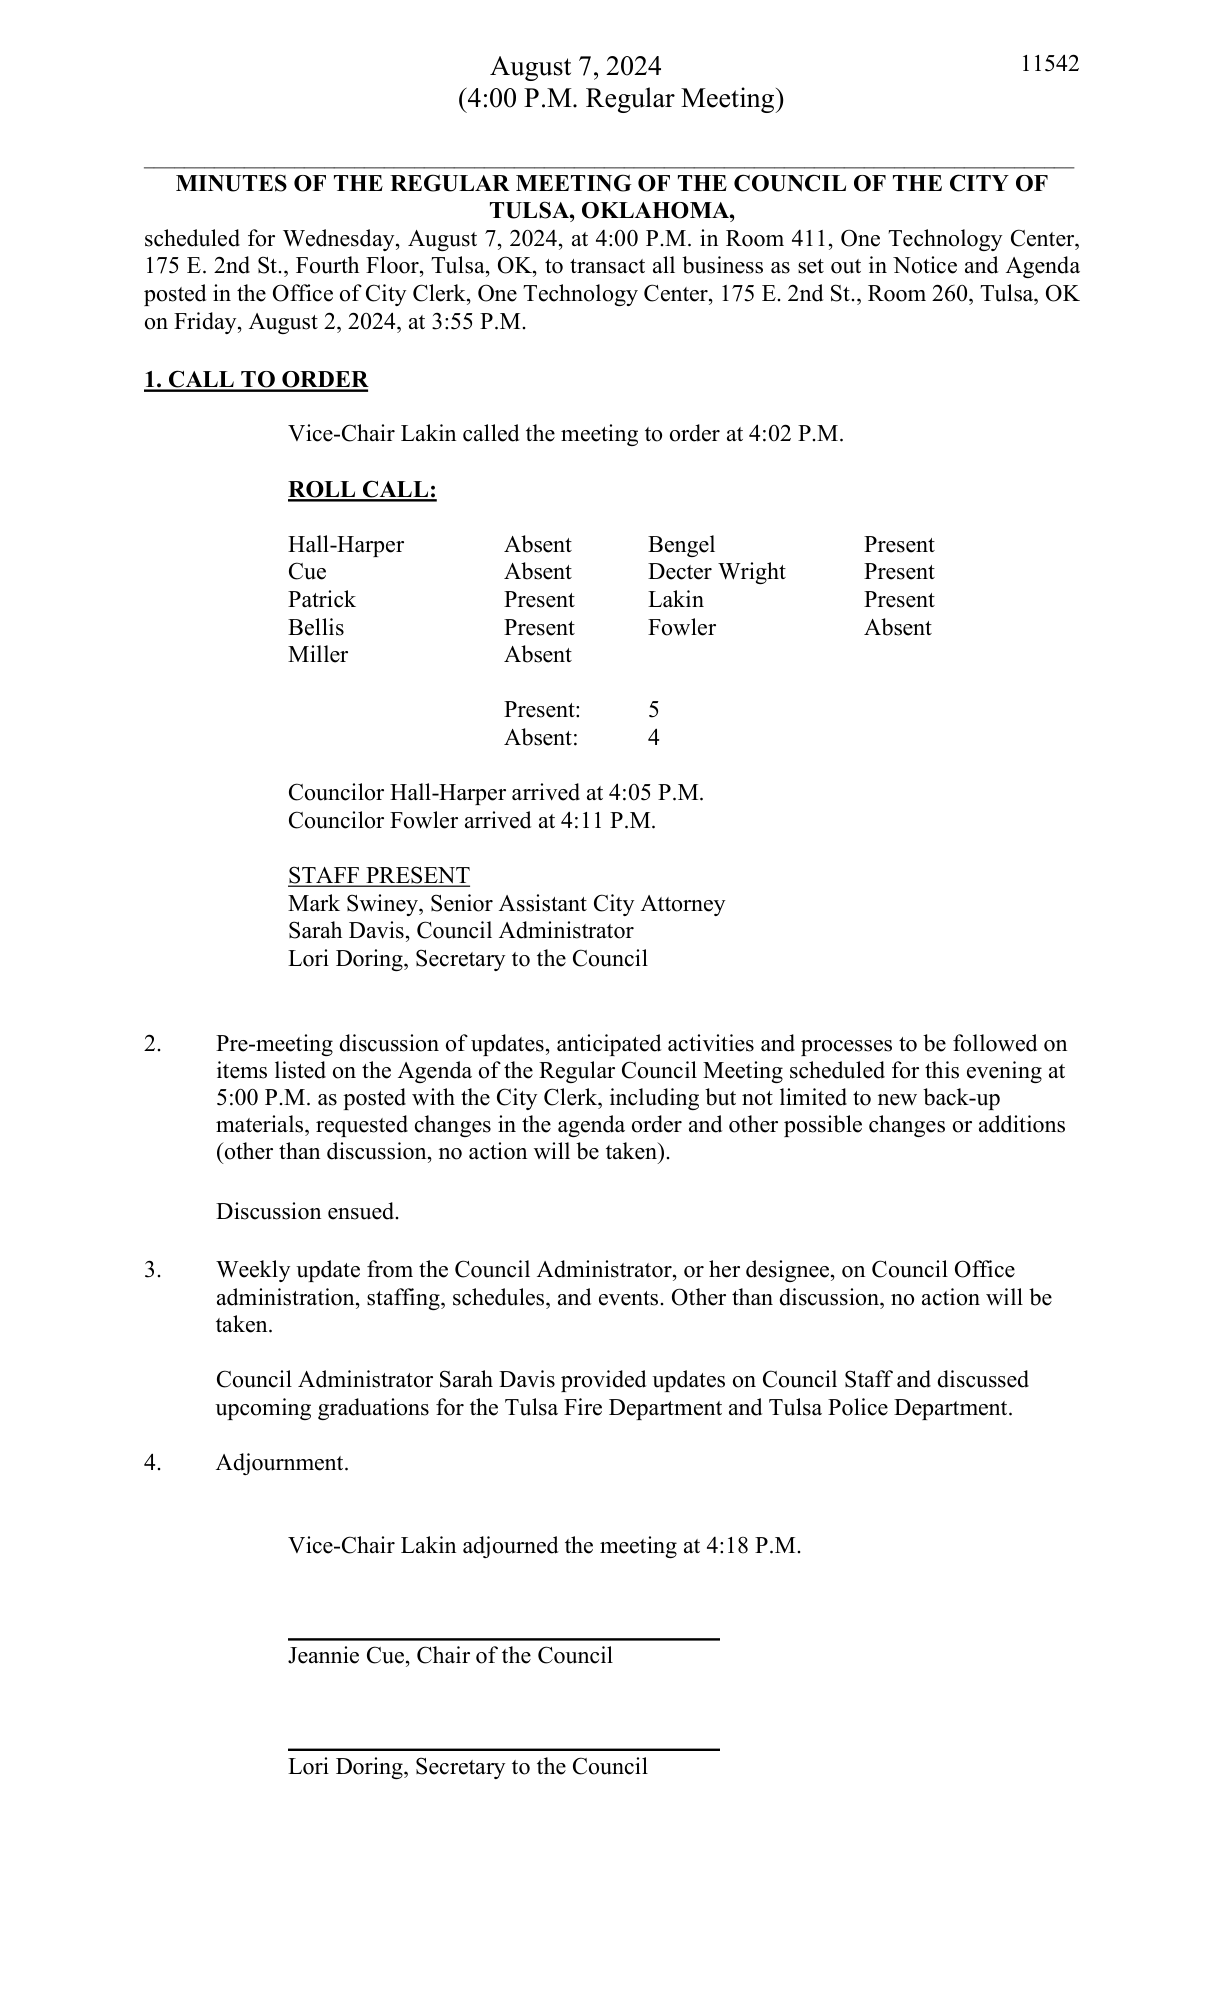 August 7, 2024
11542
(4:00 P.M. Regular Meeting)
MINUTES OF THE REGULAR MEETING OF THE COUNCIL OF THE CITY OF
TULSA, OKLAHOMA,
scheduled for Wednesday, August 7, 2024, at 4:00 P.M. in Room 411, One Technology Center,
175 E. 2nd St., Fourth Floor, Tulsa, OK, to transact all business as set out in Notice and Agenda
posted in the Office of City Clerk, One Technology Center, 175 E. 2nd St., Room 260, Tulsa, OK
on Friday, August 2, 2024, at 3:55 P.M.
1. CALL TO ORDER
Vice-Chair Lakin called the meeting to order at 4:02 P.M.
ROLL CALL:
Hall-Harper Absent Bengel Present
Cue Absent Decter Wright Present
Patrick Present Lakin Present
Bellis Present Fowler Absent
Miller Absent
Present: 5
Absent: 4
Councilor Hall-Harper arrived at 4:05 P.M.
Councilor Fowler arrived at 4:11 P.M.
STAFF PRESENT
Mark Swiney, Senior Assistant City Attorney
Sarah Davis, Council Administrator
Lori Doring, Secretary to the Council
2. Pre-meeting discussion of updates, anticipated activities and processes to be followed on
items listed on the Agenda of the Regular Council Meeting scheduled for this evening at
5:00 P.M. as posted with the City Clerk, including but not limited to new back-up
materials, requested changes in the agenda order and other possible changes or additions
(other than discussion, no action will be taken).
Discussion ensued.
3. Weekly update from the Council Administrator, or her designee, on Council Office
administration, staffing, schedules, and events. Other than discussion, no action will be
taken.
Council Administrator Sarah Davis provided updates on Council Staff and discussed
upcoming graduations for the Tulsa Fire Department and Tulsa Police Department.
4. Adjournment.
Vice-Chair Lakin adjourned the meeting at 4:18 P.M.
Jeannie Cue, Chair of the Council
Lori Doring, Secretary to the Council